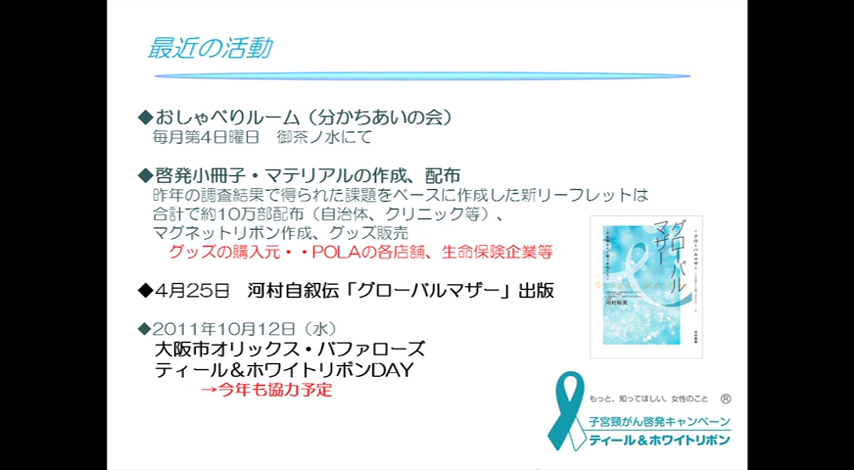 最近の活動
◆おしゃべりルーム（分かちあいの会）
毎月第4日曜日　御茶ノ水にて
◆啓発小冊子・マテリアルの作成、配布
昨年の調査結果で得られた課題をベースに作成した新リーフレットは
合計で約10万部配布（自治体、クリニック等）、
マグネットリボン作成、グッズ販売
グッズの購入元・・POLAの各店舗、生命保険企業等
◆4月25日　河村自叙伝「グローバルマザー」出版
◆2011年10月12日（水）
大阪市オリックス・バファローズ
ティール＆ホワイトリボンDAY
→今年も協力予定
グローバル
マザー
もっと、知ってほしい、女性のこと　®
子宮頸がん啓発キャンペーン
ティール＆ホワイトリボン